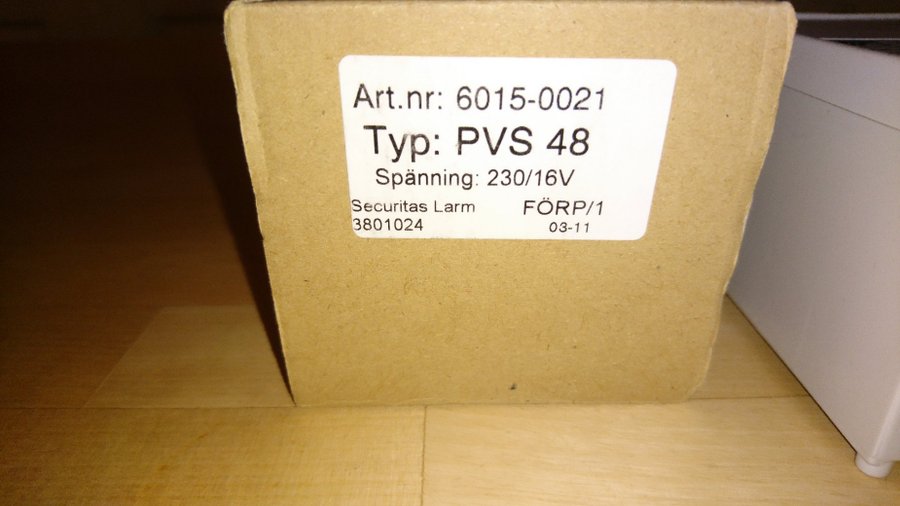 Art.nr: 6015-0021
Typ: PVS 48
Spänning: 230/16V
Securitas Larm FÖRP/1
3801024 03-11